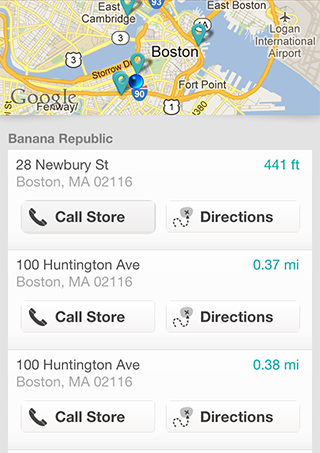 East
Cambridge
East Boston
1A
93
Logan
International
Airport
Boston
3
Storrow Dr
3
Fort Point
90
1
Google
Fenway/
Banana Republic
28 Newbury St
441 ft
Boston, MA 02116
Call Store
Directions
100 Huntington Ave
0.37 mi
Boston, MA 02116
Call Store
Directions
100 Huntington Ave
0.38 mi
Boston, MA 02116
Call Store
Directions